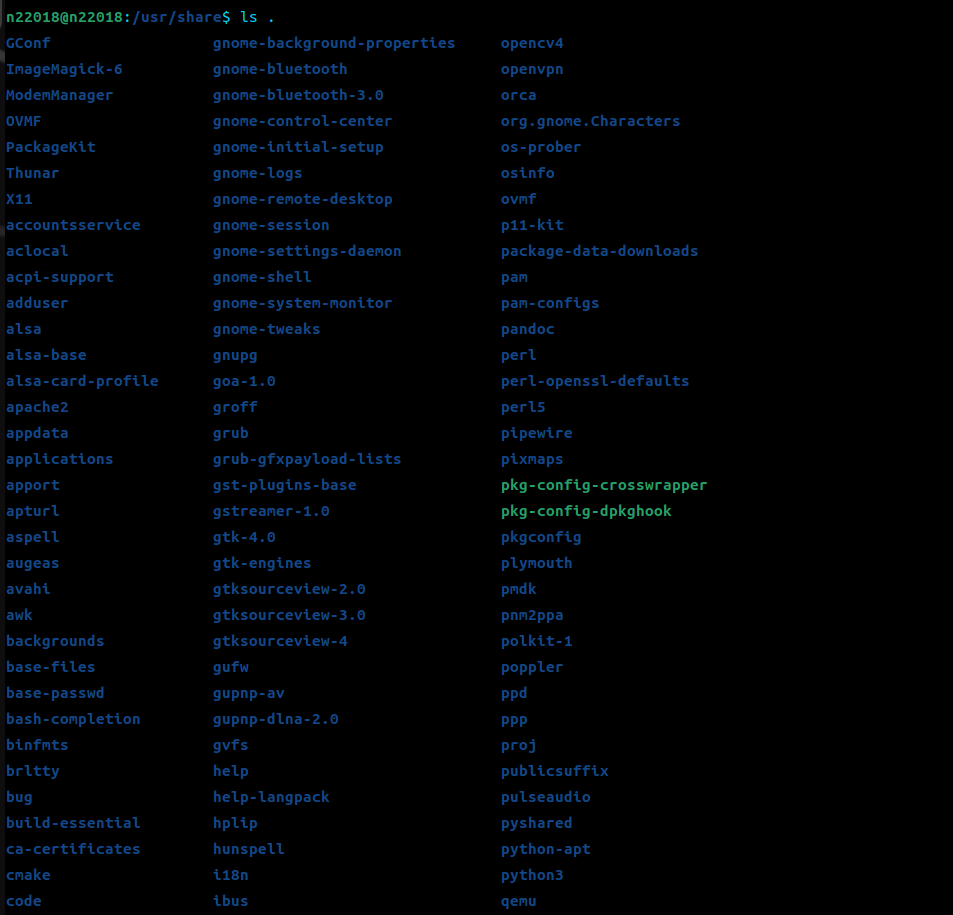 n22018@n22018:/usr/share$ ls .
GConf gnome-background-properties opencv4
ImageMagick-6 gnome-bluetooth openvpn
ModemManager gnome-bluetooth-3.0 orca
OVMF gnome-control-center org.gnome.Characters
PackageKit gnome-initial-setup os-prober
Thunar gnome-logs osinfo
X11 gnome-remote-desktop ovmf
accountsservice gnome-session p11-kit
aclocal gnome-settings-daemon package-data-downloads
acpi-support gnome-shell pam
adduser gnome-system-monitor pam-configs
alsa gnome-tweaks pandoc
alsa-base gnupg perl
alsa-card-profile goa-1.0 perl-openssl-defaults
apache2 groff perl5
appdata grub pipewire
applications grub-gfxpayload-lists pixmaps
apport gst-plugins-base pkg-config-crosswrapper
apturl gstreamer-1.0 pkg-config-dpkghook
aspell gtk-4.0 pkgconfig
augeas gtk-engines plymouth
avahi gtksourceview-2.0 pmdk
awk gtksourceview-3.0 pnm2ppa
backgrounds gtksourceview-4 polkit-1
base-files gufw poppler
base-passwd gupnp-av ppd
bash-completion gupnp-dlna-2.0 ppp
binfmts gvfs proj
brltty help publicsuffix
bug help-langpack pulseaudio
build-essential hplip pyshared
ca-certificates hunspell python-apt
cmake i18n python3
code ibus qemu